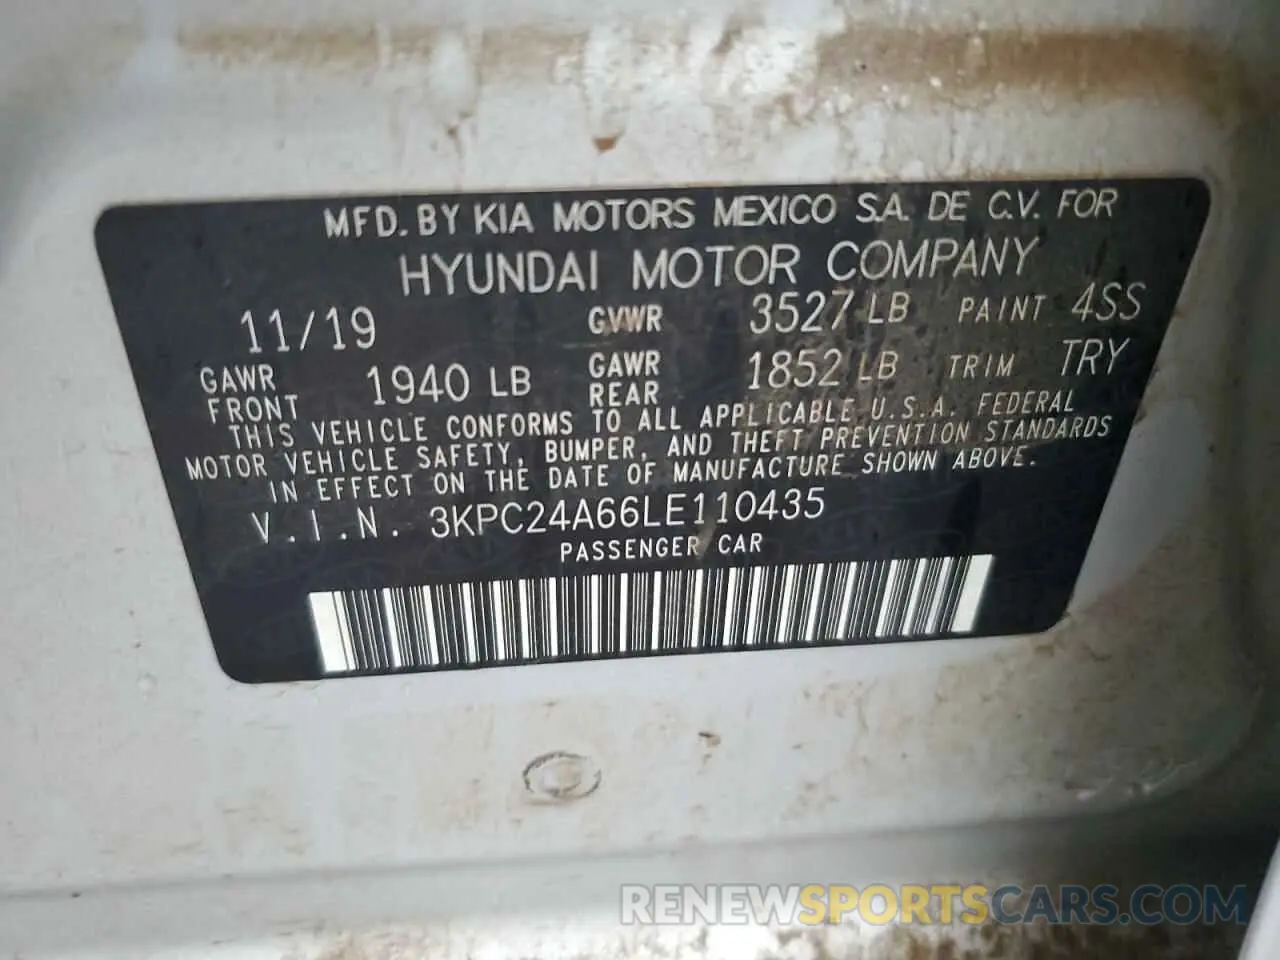 MFD. BY KIA MOTORS MEXICO S.A. DE C.V. FOR
HYUNDAI MOTOR COMPANY
11/19 GVWR 3527 LB PAINT 4SS
GAWR FRONT 1940 LB GAWR REAR 1852 LB TRIM TRY
THIS VEHICLE CONFORMS TO ALL APPLICABLE U.S.A. FEDERAL
MOTOR VEHICLE SAFETY, BUMPER, AND THEFT PREVENTION STANDARDS
IN EFFECT ON THE DATE OF MANUFACTURE SHOWN ABOVE.
V.I.N. 3KPC24A66LE110435
PASSENGER CAR
RENEWSPORTSCARS.COM